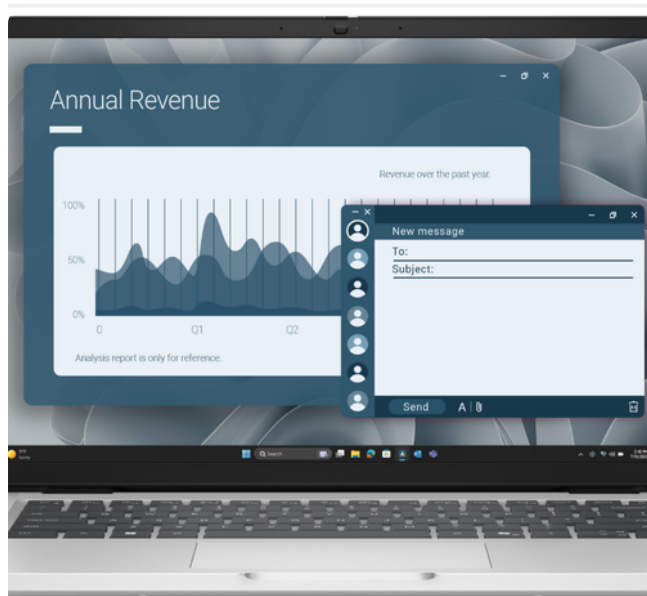 Annual Revenue
Revenue over the past year.
100%
50%
0%
0
Q1
Q2
Analysis report is only for reference.
New message
To:
Subject:
Send
A
Search